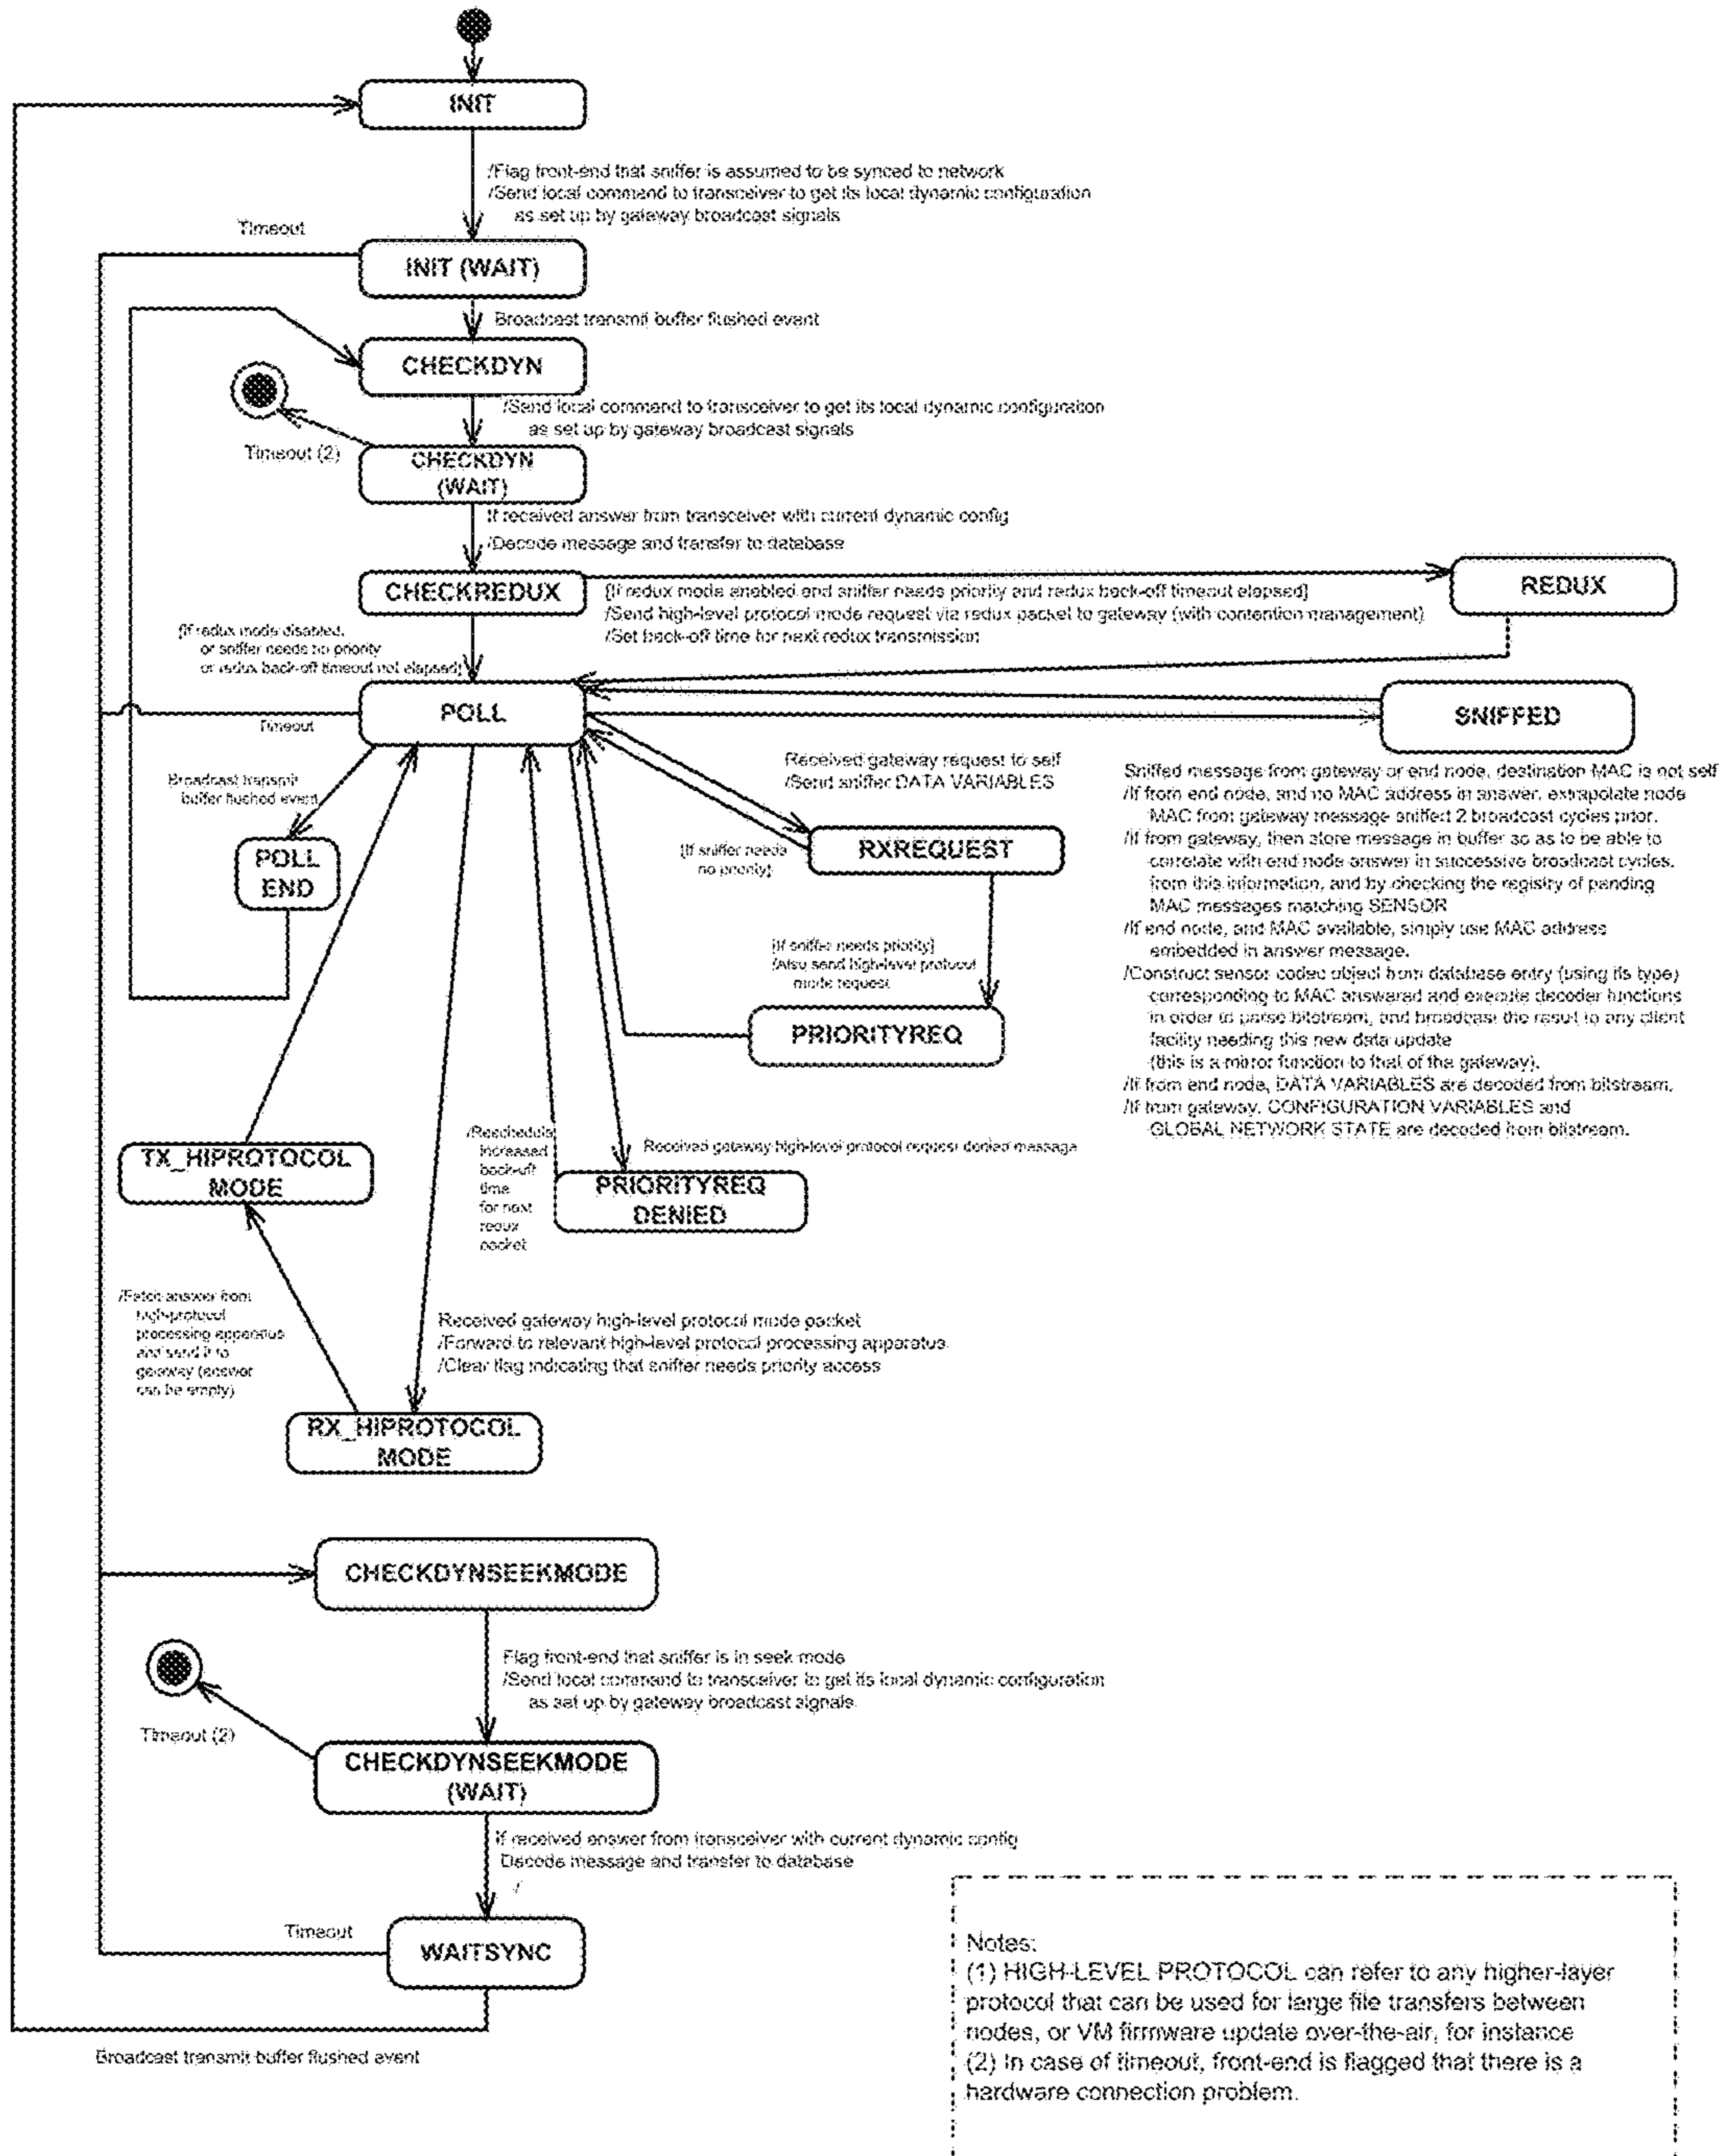 INIT
/Flag front-end that sniffer is assumed to be synced to network
/Send local command to transceiver to get its local dynamic configuration
as set up by gateway broadcast signals
Timeout
INIT (WAIT)
Broadcast transmit buffer flushed event
CHECKDYN
/Send local command to transceiver to get its local dynamic configuration
as set up by gateway broadcast signals
Timeout (2)
CHECKDYN
(WAIT)
If received answer from transceiver with current dynamic config
/Decode message and transfer to database
CHECKREDUX
REDUX
[If redux mode enabled and sniffer needs priority and redux back-off timeout elapsed]
/Send high-level protocol mode request via redux packet to gateway (with contention management)
/Set back-off time for next redux transmission
[If redux mode disabled,
or sniffer needs no priority
or redux back-off timeout not elapsed]
POLL
SNIFFED
Timeout
Received gateway request to self
/Send sniffer DATA VARIABLES
Broadcast transmit
buffer flushed event
POLL
END
[If sniffer needs
no priority]
RXREQUEST
Sniffed message from gateway or end node, destination MAC is not self
/If from end node, and no MAC address in answer, extrapolate node
MAC from gateway message sniffed 2 broadcast cycles prior.
/If from gateway, then store message in buffer so as to be able to
correlate with end node answer in successive broadcast cycles.
from this information, and by checking the registry of pending
MAC messages matching SENSOR
/If end node, and MAC available, simply use MAC address
embedded in answer message.
/Construct sensor codec object from database entry (using its type)
corresponding to MAC answared and execute decoder functions
in order to parse bitstream, and broadcast the result to any client
facility needing this new data update
(this is a mirror function to that of the gateway).
/If from end node, DATA VARIABLES are decoded from bitstream.
/If from gateway, CONFIGURATION VARIABLES and
GLOBAL NETWORK STATE are decoded from bitstream.
[If sniffer needs priority]
/Also send high-level protocol
mode request
PRIORITYREQ
TX_HIPROTOCOL
MODE
/Reschedule
increased
back-off
time
for next
redux
packet
Received gateway high-level protocol request denied message
PRIORITYREQ
DENIED
/Fetch answer from
high-protocol
processing apparatus
and send it to
gateway (answer
can be empty)
Received gateway high-level protocol mode packet
/Forward to relevant high-level protocol processing apparatus
/Clear flag indicating that sniffer needs priority access
RX_HIPROTOCOL
MODE
CHECKDYNSEEKMODE
Flag front-end that sniffer is in seek mode
/Send local command to transceiver to get its local dynamic configuration
as set up by gateway broadcast signals.
Timeout (2)
CHECKDYNSEEKMODE
(WAIT)
If received answer from transceiver with current dynamic config
Decode message and transfer to database
/
Timeout
WAITSYNC
Broadcast transmit buffer flushed event
Notes:
(1) HIGH-LEVEL PROTOCOL can refer to any higher-layer
protocol that can be used for large file transfers between
nodes, or VM firmware update over-the-air, for instance
(2) In case of timeout, front-end is flagged that there is a
hardware connection problem.